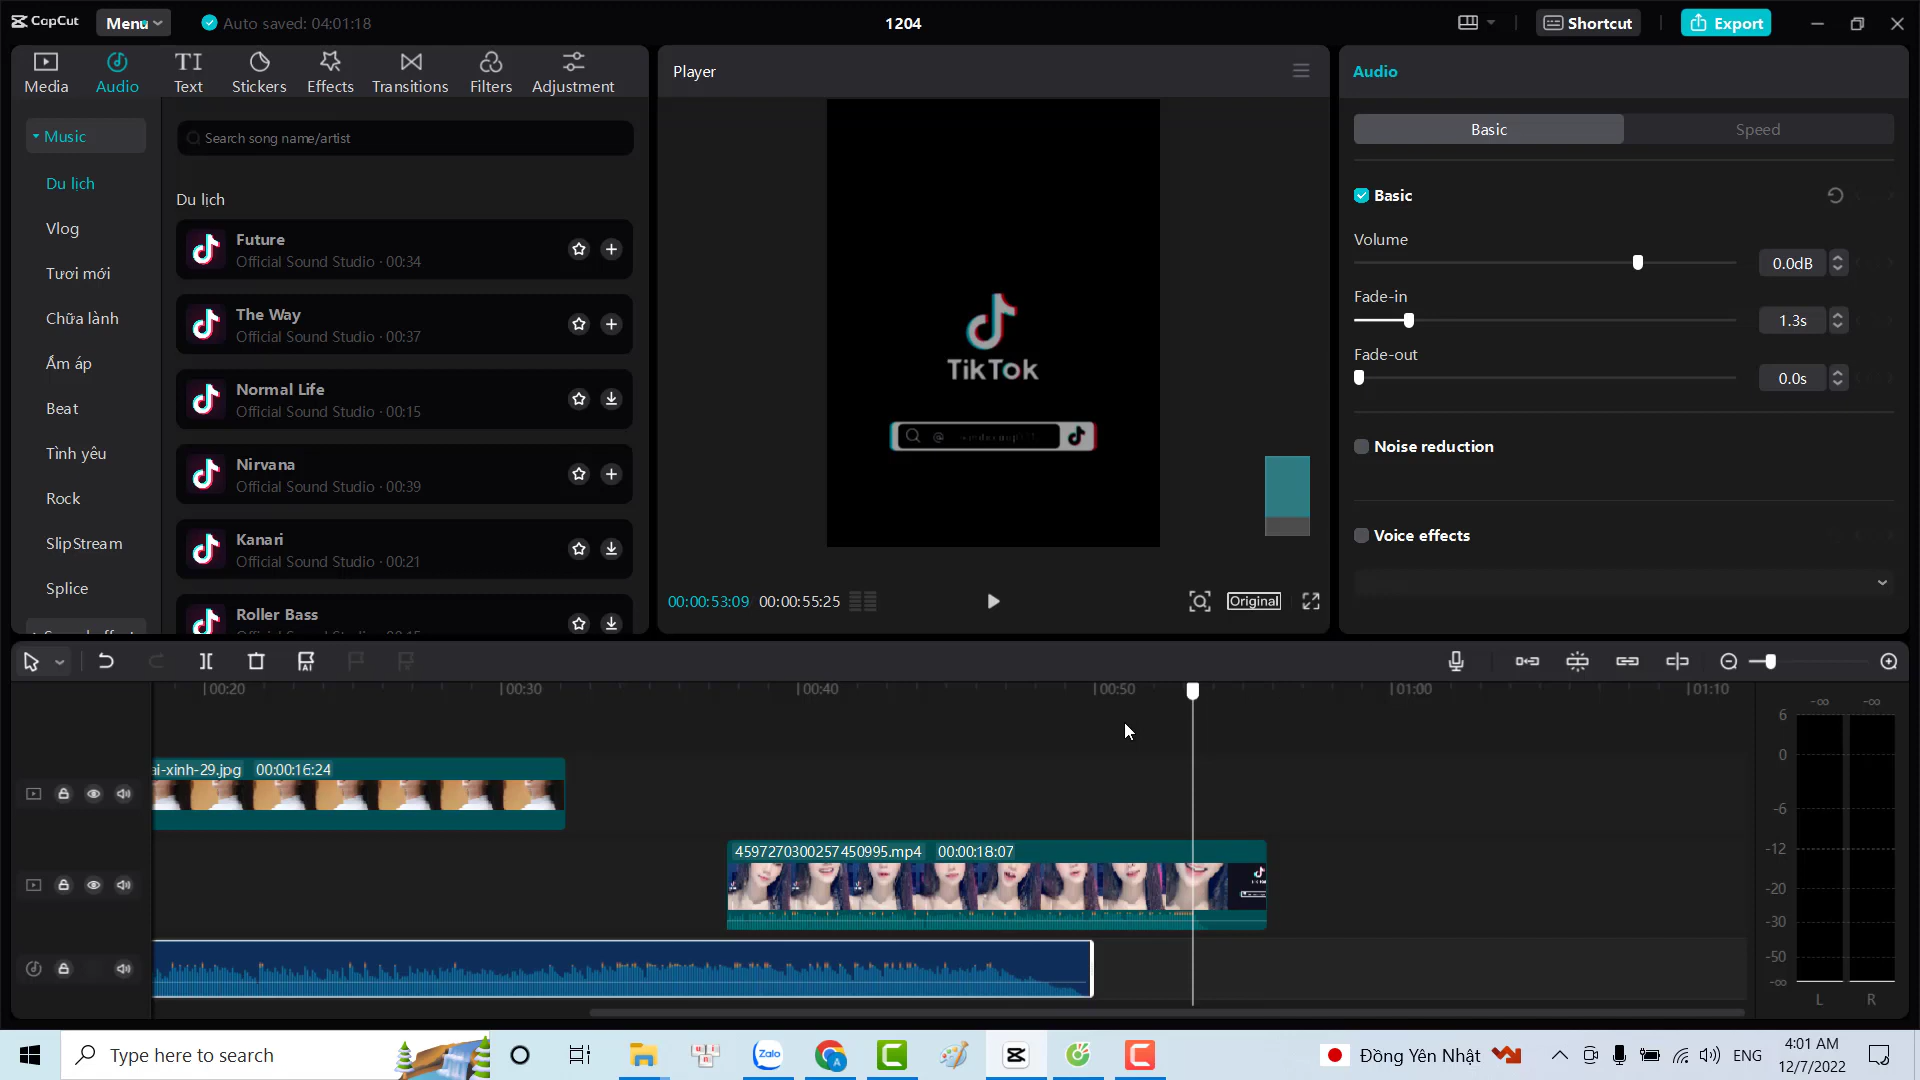 CapCut
Menu
Auto saved: 04:01:18
1204
Shortcut
Export
Media
Audio
Text
Stickers
Effects
Transitions
Filters
Adjustment
Music
Du lịch
Vlog
Tươi mới
Chữa lành
Ấm áp
Beat
Tình yêu
Rock
SlipStream
Splice
Search song name/artist
Du lịch
Future
Official Sound Studio · 00:34
The Way
Official Sound Studio · 00:37
Normal Life
Official Sound Studio · 00:15
Nirvana
Official Sound Studio · 00:39
Kanari
Official Sound Studio · 00:21
Roller Bass
Player
TikTok
@
00:00:53:09 00:00:55:25
Original
Audio
Basic
Speed
Basic
Volume
0.0dB
Fade-in
1.3s
Fade-out
0.0s
Noise reduction
Voice effects
00:20
00:30
00:40
00:50
01:00
01:10
ai-xinh-29.jpg 00:00:16:24
4597270300257450995.mp4 00:00:18:07
-∞ -∞
6
0
-6
-12
-20
-30
-50
-∞
L R
Type here to search
Zalo
Đồng Yên Nhật
ENG
4:01 AM
12/7/2022